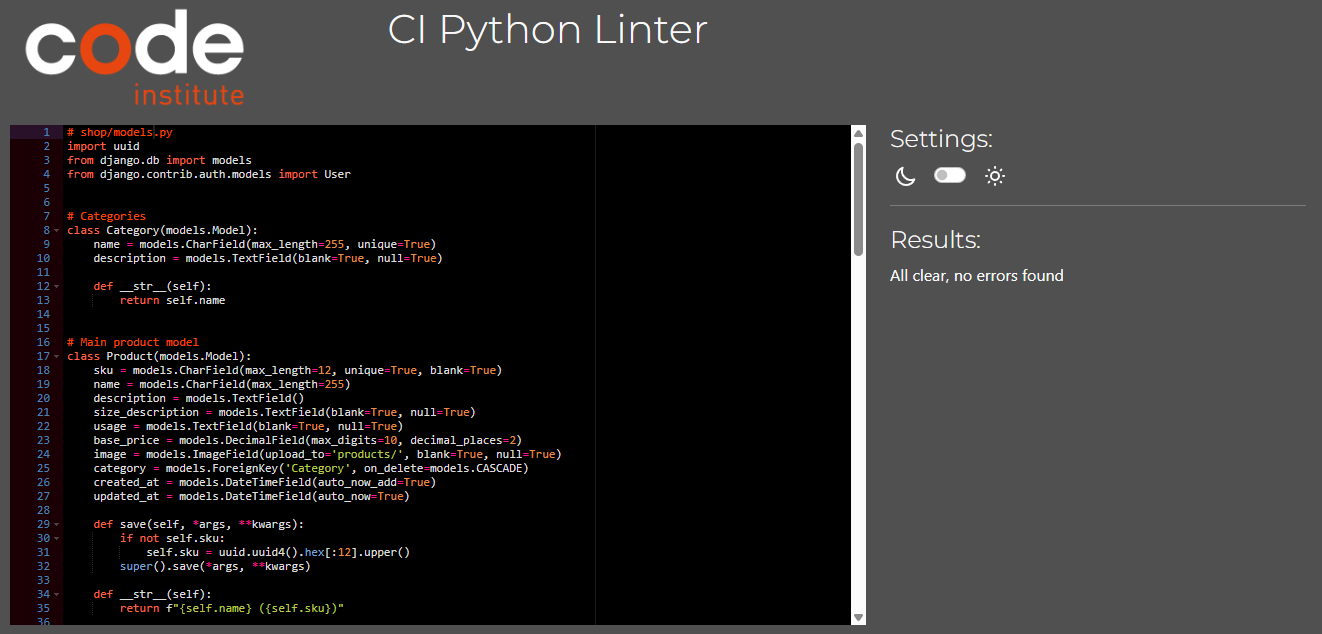 code
institute
CI Python Linter
1 # shop/models.py
2 import uuid
3 from django.db import models
4 from django.contrib.auth.models import User
5
6
7 # Categories
8 class Category(models.Model):
9     name = models.CharField(max_length=255, unique=True)
10     description = models.TextField(blank=True, null=True)
11
12     def __str__(self):
13         return self.name
14
15
16 # Main product model
17 class Product(models.Model):
18     sku = models.CharField(max_length=12, unique=True, blank=True)
19     name = models.CharField(max_length=255)
20     description = models.TextField()
21     size_description = models.TextField(blank=True, null=True)
22     usage = models.TextField(blank=True, null=True)
23     base_price = models.DecimalField(max_digits=10, decimal_places=2)
24     image = models.ImageField(upload_to='products/', blank=True, null=True)
25     category = models.ForeignKey('Category', on_delete=models.CASCADE)
26     created_at = models.DateTimeField(auto_now_add=True)
27     updated_at = models.DateTimeField(auto_now=True)
28
29     def save(self, *args, **kwargs):
30         if not self.sku:
31             self.sku = uuid.uuid4().hex[:12].upper()
32         super().save(*args, **kwargs)
33
34     def __str__(self):
35         return f"{self.name} ({self.sku})"
36
Settings:
Results:
All clear, no errors found